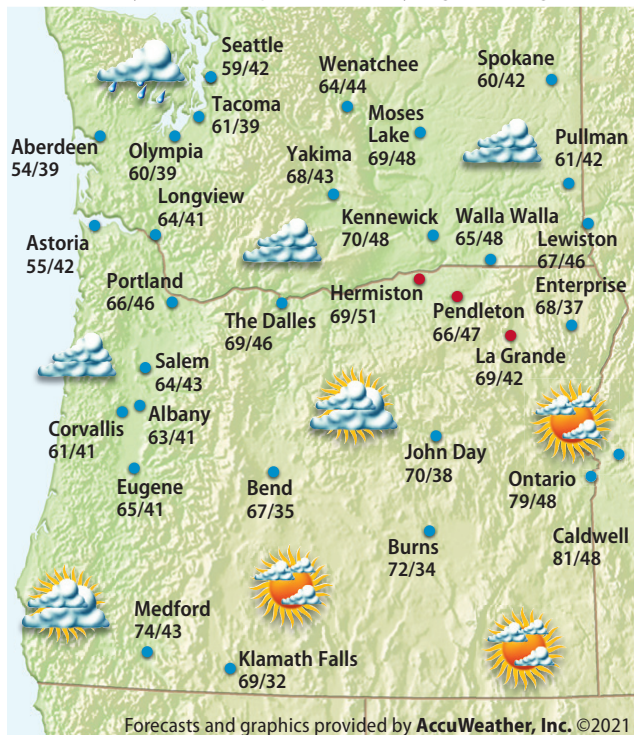 Seattle
59/42
Wenatchee
64/44
Spokane
60/42
Tacoma
61/39
Moses
Lake
69/48
Aberdeen
54/39
Olympia
60/39
Yakima
68/43
Pullman
61/42
Longview
64/41
Kennewick
70/48
Walla Walla
65/48
Lewiston
67/46
Astoria
55/42
Portland
66/46
The Dalles
69/46
Hermiston
69/51
Pendleton
66/47
Enterprise
68/37
La Grande
69/42
Salem
64/43
Albany
63/41
Corvallis
61/41
John Day
70/38
Ontario
79/48
Eugene
65/41
Bend
67/35
Burns
72/34
Caldwell
81/48
Medford
74/43
Klamath Falls
69/32
Forecasts and graphics provided by AccuWeather, Inc. ©2021